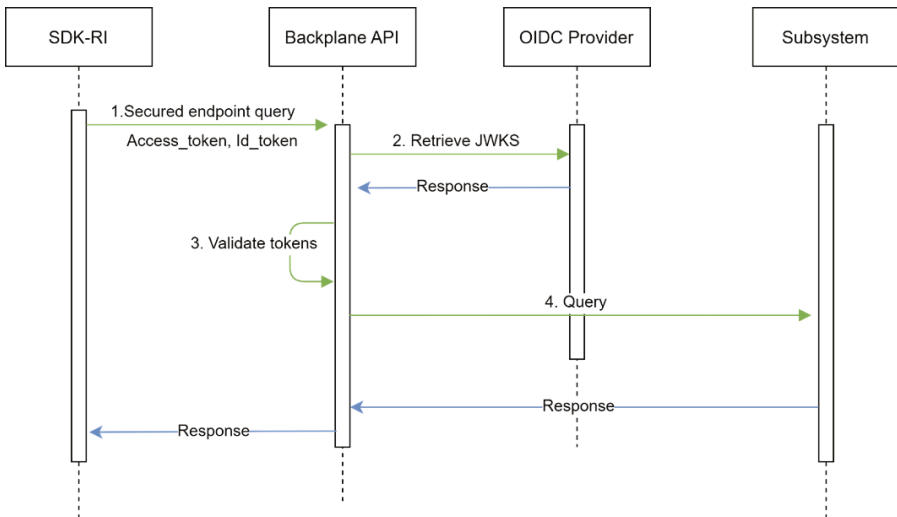 SDK-RI
Backplane API
OIDC Provider
Subsystem
1.Secured endpoint query
Access_token, Id_token
2. Retrieve JWKS
Response
3. Validate tokens
4. Query
Response
Response